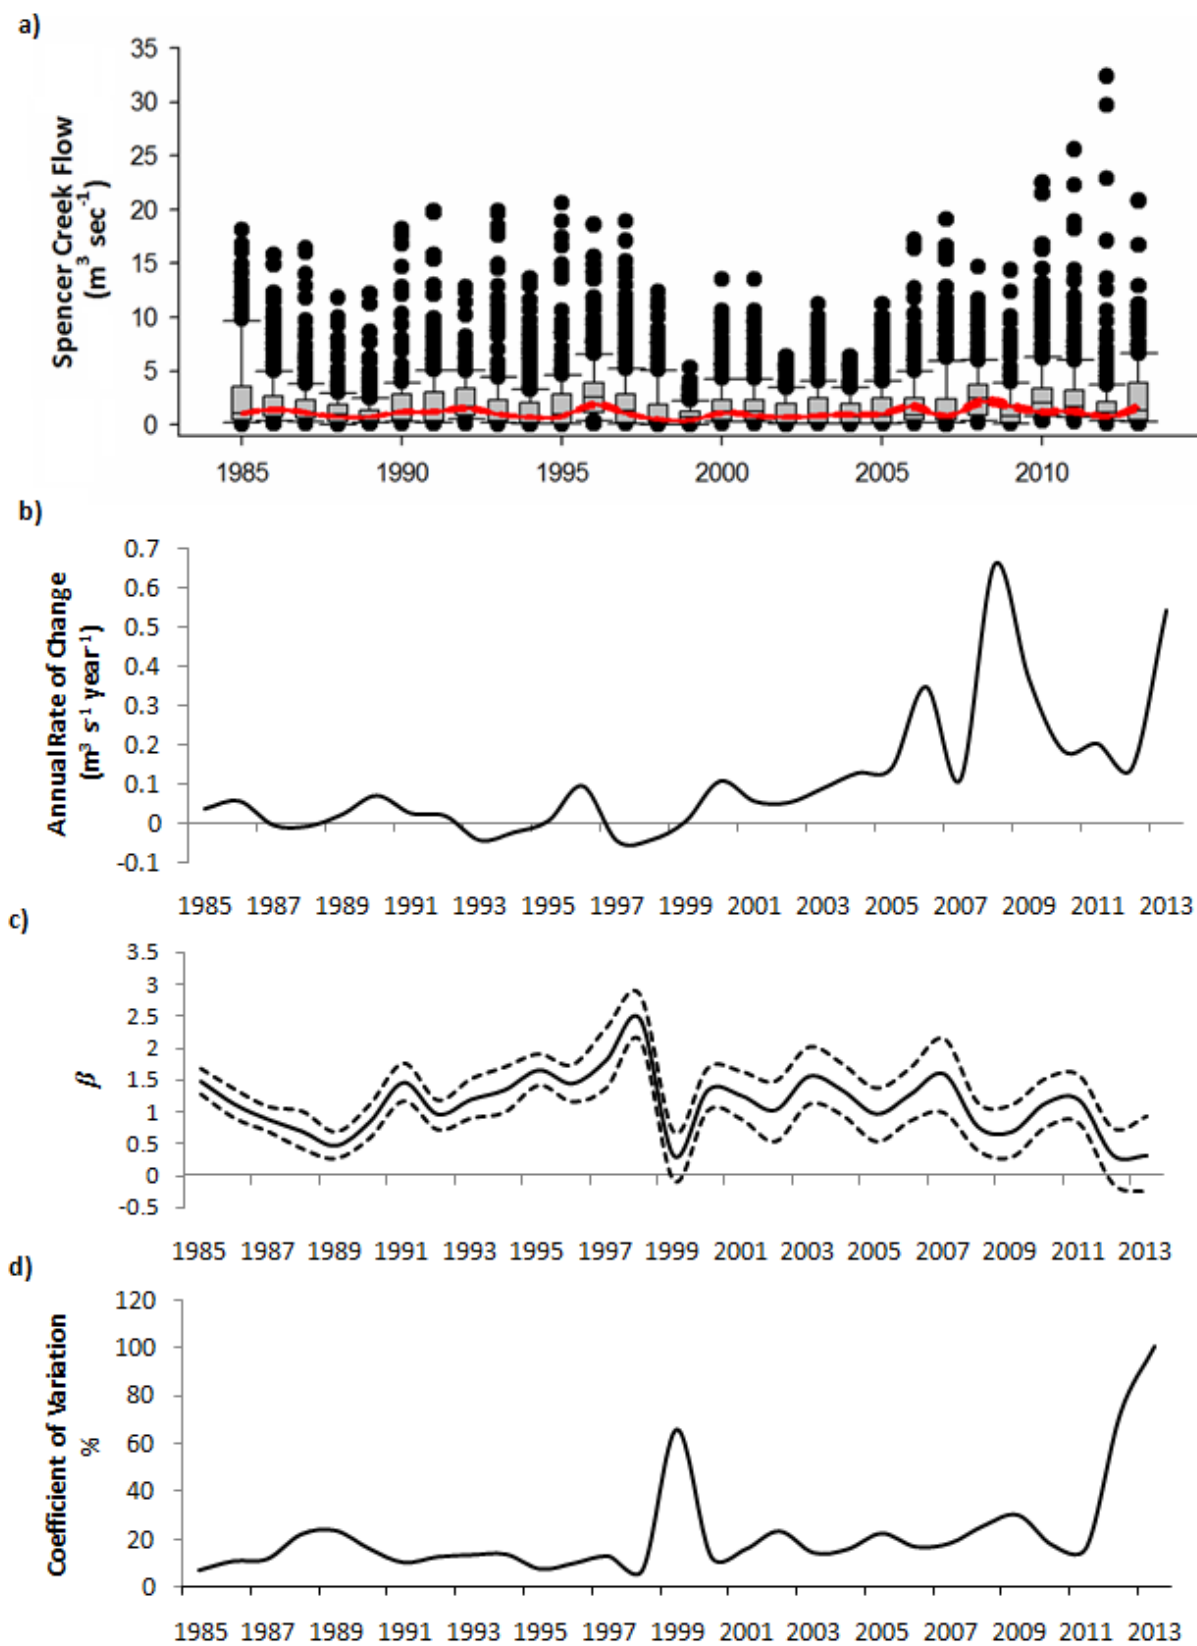 a)
Spencer Creek Flow
(m³ sec⁻¹)
35
30
25
20
15
10
5
0
1985 1990 1995 2000 2005 2010
b)
Annual Rate of Change
(m³ s⁻¹ year⁻¹)
0.7
0.6
0.5
0.4
0.3
0.2
0.1
0
-0.1
1985 1987 1989 1991 1993 1995 1997 1999 2001 2003 2005 2007 2009 2011 2013
c)
β
3.5
3
2.5
2
1.5
1
0.5
0
-0.5
1985 1987 1989 1991 1993 1995 1997 1999 2001 2003 2005 2007 2009 2011 2013
d)
Coefficient of Variation
%
120
100
80
60
40
20
0
1985 1987 1989 1991 1993 1995 1997 1999 2001 2003 2005 2007 2009 2011 2013